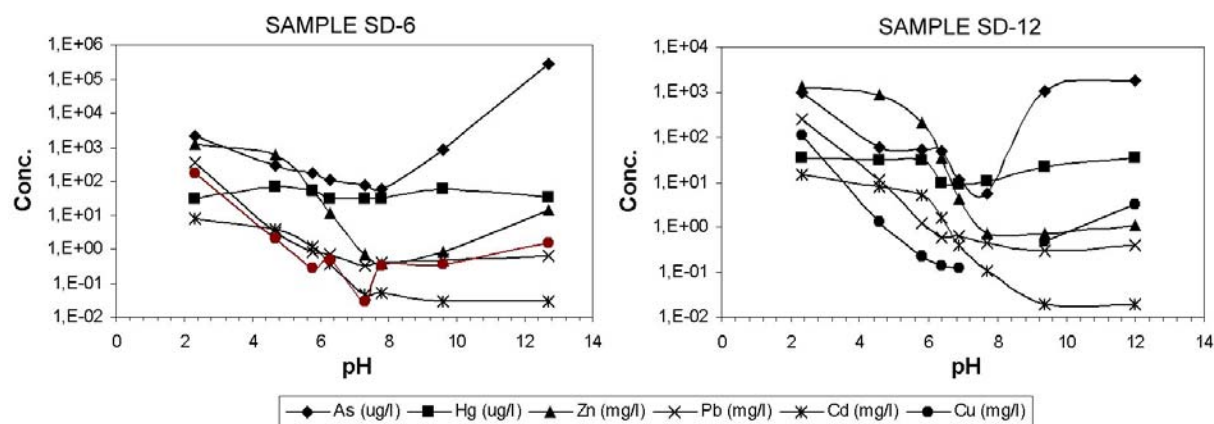 SAMPLE SD-6
1,E+06
1,E+05
1,E+04
1,E+03
1,E+02
1,E+01
1,E+00
1,E-01
1,E-02
Conc.
0 2 4 6 8 10 12 14
pH
SAMPLE SD-12
1,E+04
1,E+03
1,E+02
1,E+01
1,E+00
1,E-01
1,E-02
Conc.
0 2 4 6 8 10 12 14
pH
As (ug/l) Hg (ug/l) Zn (mg/l) Pb (mg/l) Cd (mg/l) Cu (mg/l)